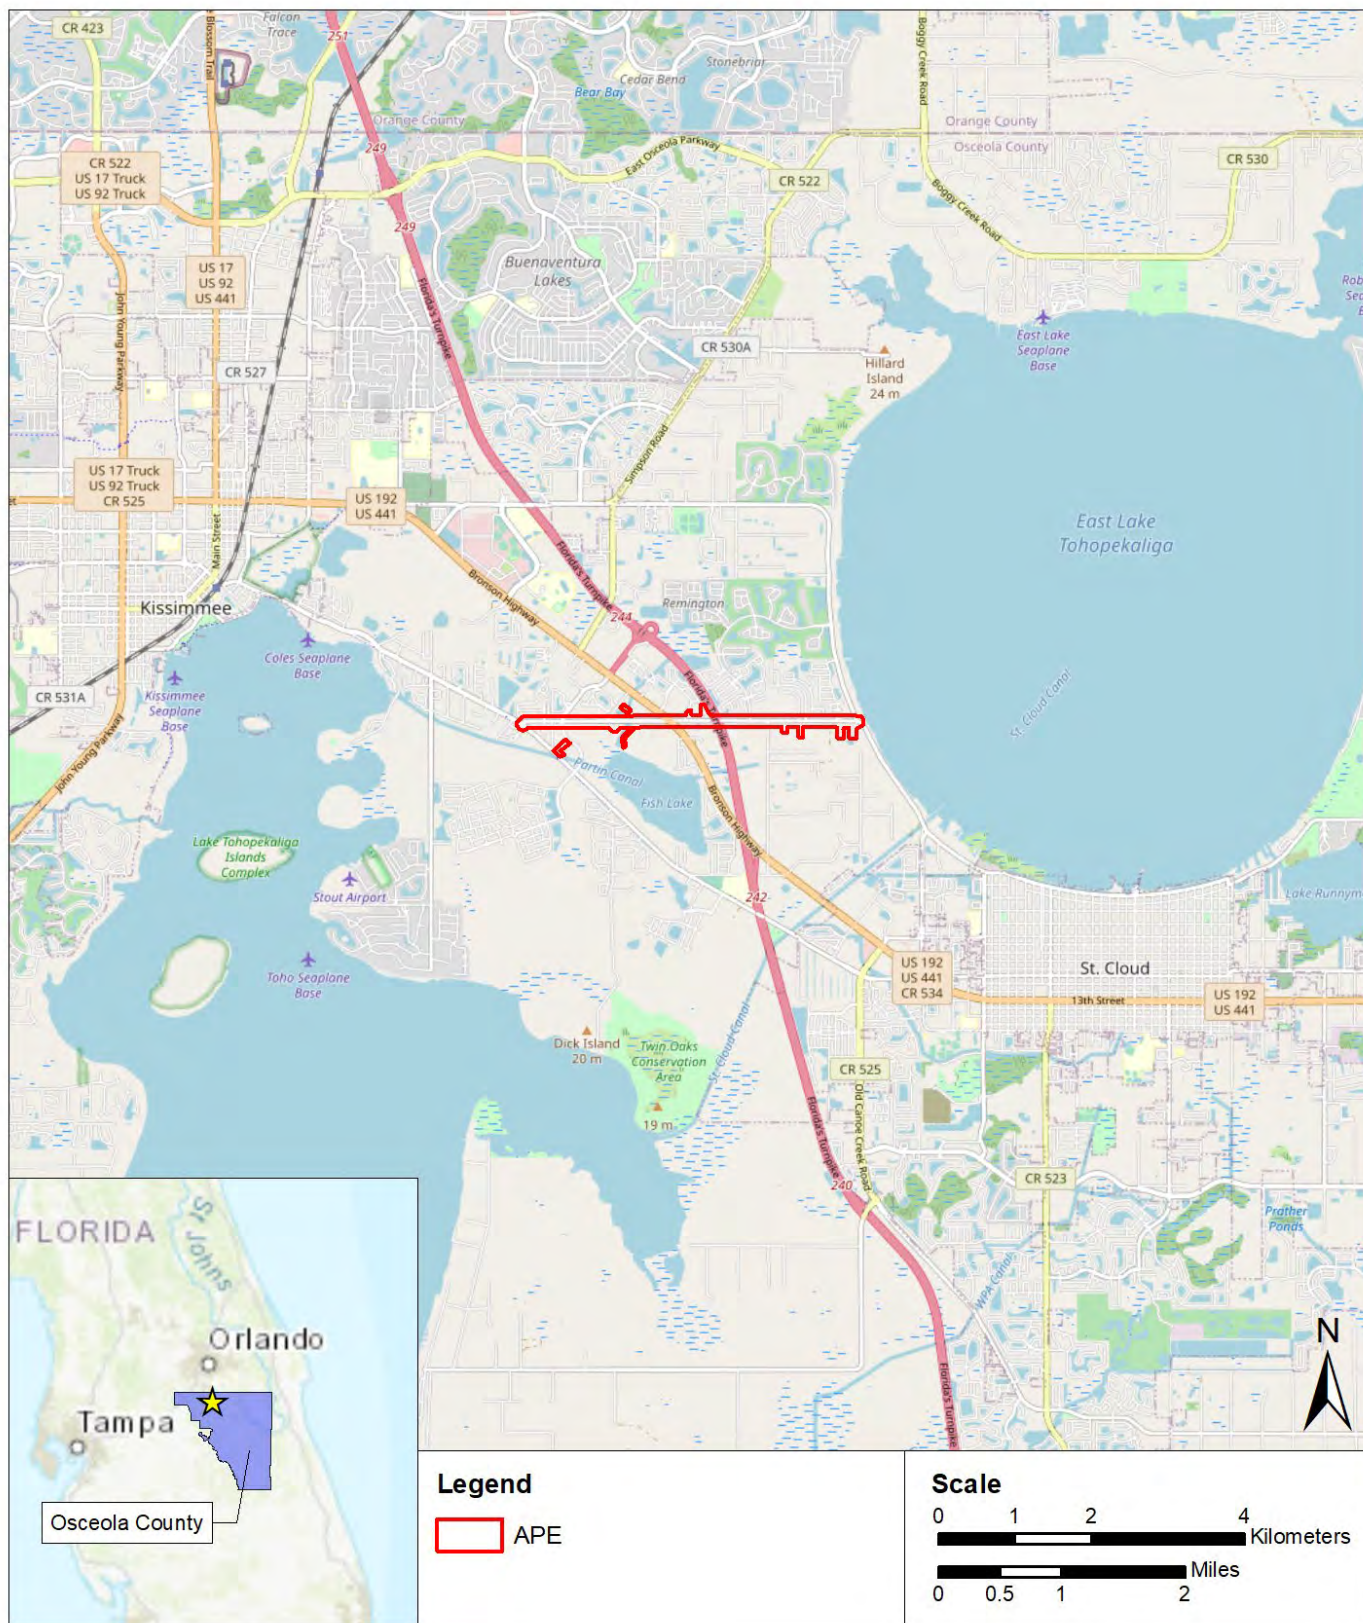 CR 423
Falcon
Trace
251
Blossom Trail
Stonebriar
Cedar Bend
Bear Bay
Boggy Creek Road
Orange County
Orange County
Osceola County
249
CR 522
US 17 Truck
US 92 Truck
East Osceola Parkway
CR 522
CR 530
Boggy Creek Road
249
US 17
US 92
US 441
Buenaventura
Lakes
Florida's Turnpike
John Young Parkway
East Lake
Seaplane
Base
CR 530A
Hillard
Island
24 m
CR 527
Simpson Road
US 17 Truck
US 92 Truck
CR 525
US 192
US 441
Main Street
East Lake
Tohopekaliga
Florida's Turnpike
Bronson Highway
Kissimmee
Remington
244
Coles Seaplane
Base
CR 531A
Kissimmee
Seaplane
Base
Florida's Turnpike
St. Cloud Canal
John Young Parkway
Partin Canal
Fish Lake
Bronson Highway
Lake Tohopekaliga
Islands
Complex
Stout Airport
242
Lake Runnym
Toho Seaplane
Base
US 192
US 441
CR 534
St. Cloud
13th Street
US 192
US 441
Dick Island
20 m
Twin Oaks
Conservation
Area
St. Cloud Canal
19 m
CR 525
Old Canoe Creek Road
Florida's Turnpike
240
CR 523
Prather
Ponds
WPA Canal
Florida's Turnpike
FLORIDA
St Johns
Orlando
Tampa
Osceola County
N
Legend
APE
Scale
0 1 2 4
Kilometers
Miles
0 0.5 1 2